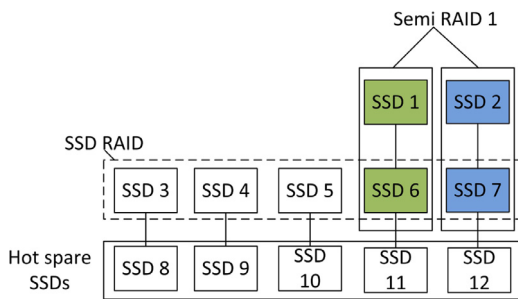 Semi RAID 1
SSD 1
SSD 2
SSD RAID
SSD 3
SSD 4
SSD 5
SSD 6
SSD 7
Hot spare
SSDs
SSD 8
SSD 9
SSD
10
SSD
11
SSD
12